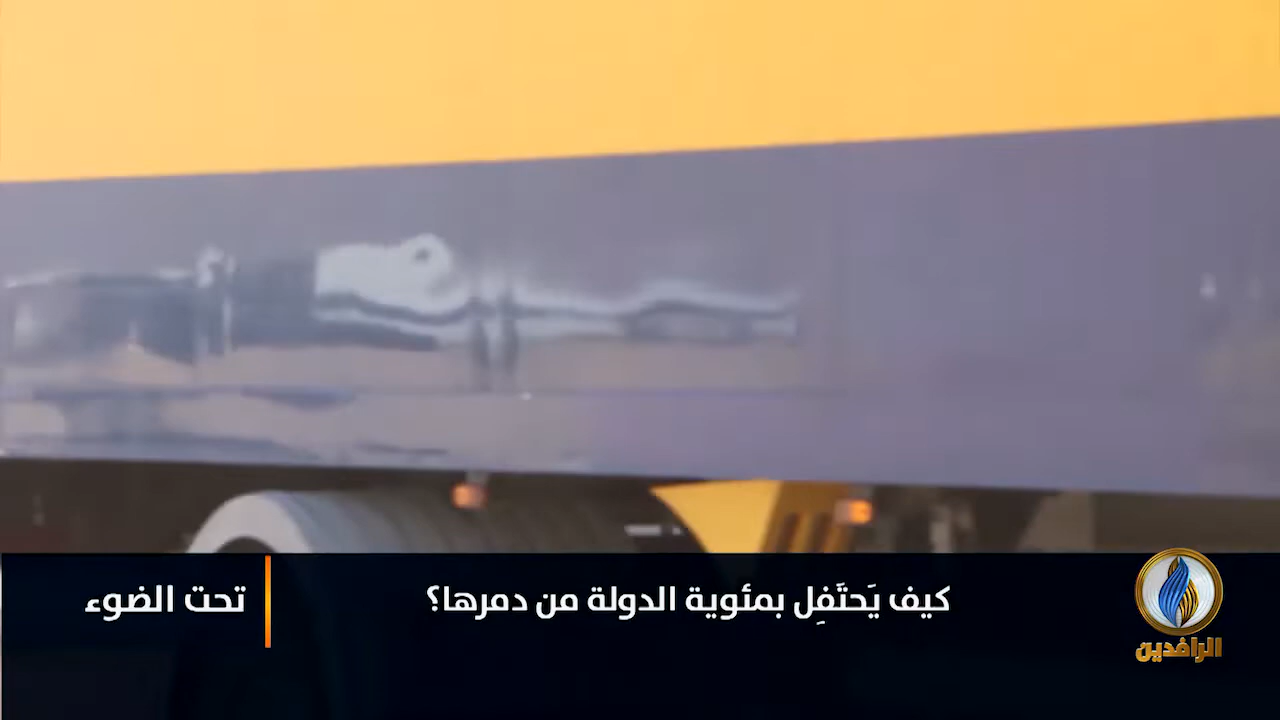 كيف يَحتَفِل بمئوية الدولة من دمرها؟
تحت الضوء
الرافدين